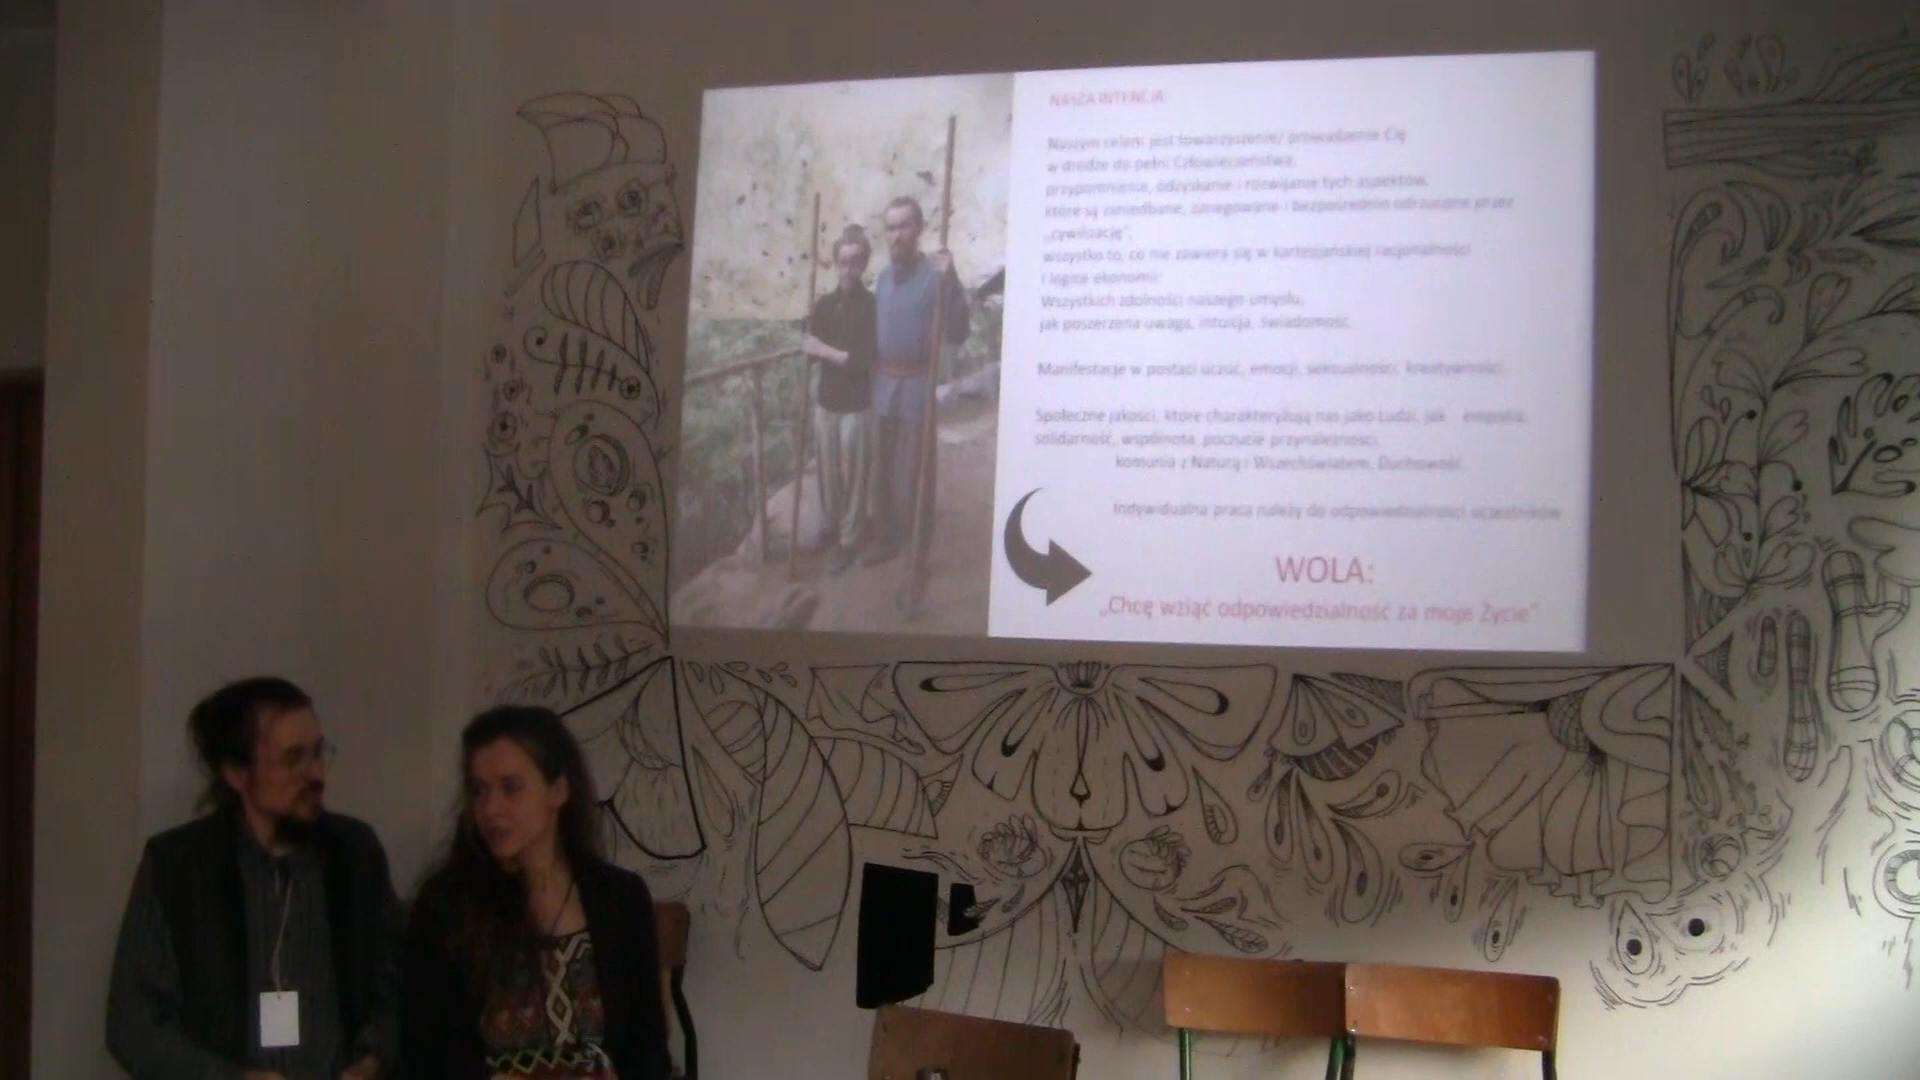 NASZA INTENCJA:
Naszym celem jest towarzyszenie/ prowadzenie Cię
w drodze do pełni Człowieczeństwa,
przypomnienie, odzyskanie i rozwijanie tych aspektów,
które są zaniedbane, zanegowane i bezpośrednio odrzucone przez
„cywilizację",
wszystko to, co nie zawiera się w kartezjańskiej racjonalności
i logice ekonomii:
Wszystkich zdolności naszego umysłu,
jak poszerzona uwaga, intuicja, świadomość
Manifestacje w postaci uczuć, emocji, seksualności, kreatywności
Społeczne jakości, które charakteryzują nas jako Ludzi, jak empatia,
solidarność, wspólnota, poczucie przynależności,
komunia z Naturą i Wszechświatem, Duchowość.
Indywidualna praca należy do odpowiedzialności uczestników
WOLA:
„Chcę wziąć odpowiedzialność za moje Życie"